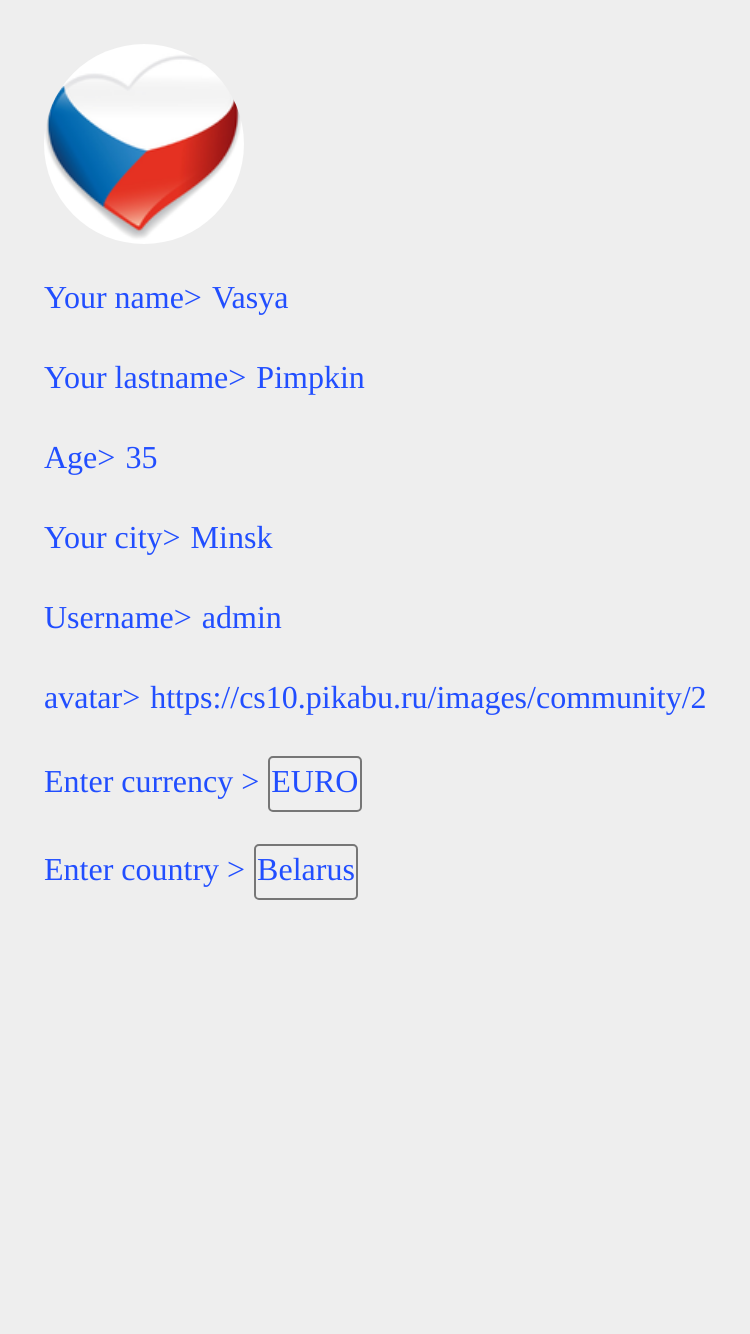 Your name> Vasya
Your lastname> Pimpkin
Age> 35
Your city> Minsk
Username> admin
avatar> https://cs10.pikabu.ru/images/community/2
Enter currency > EURO
Enter country > Belarus